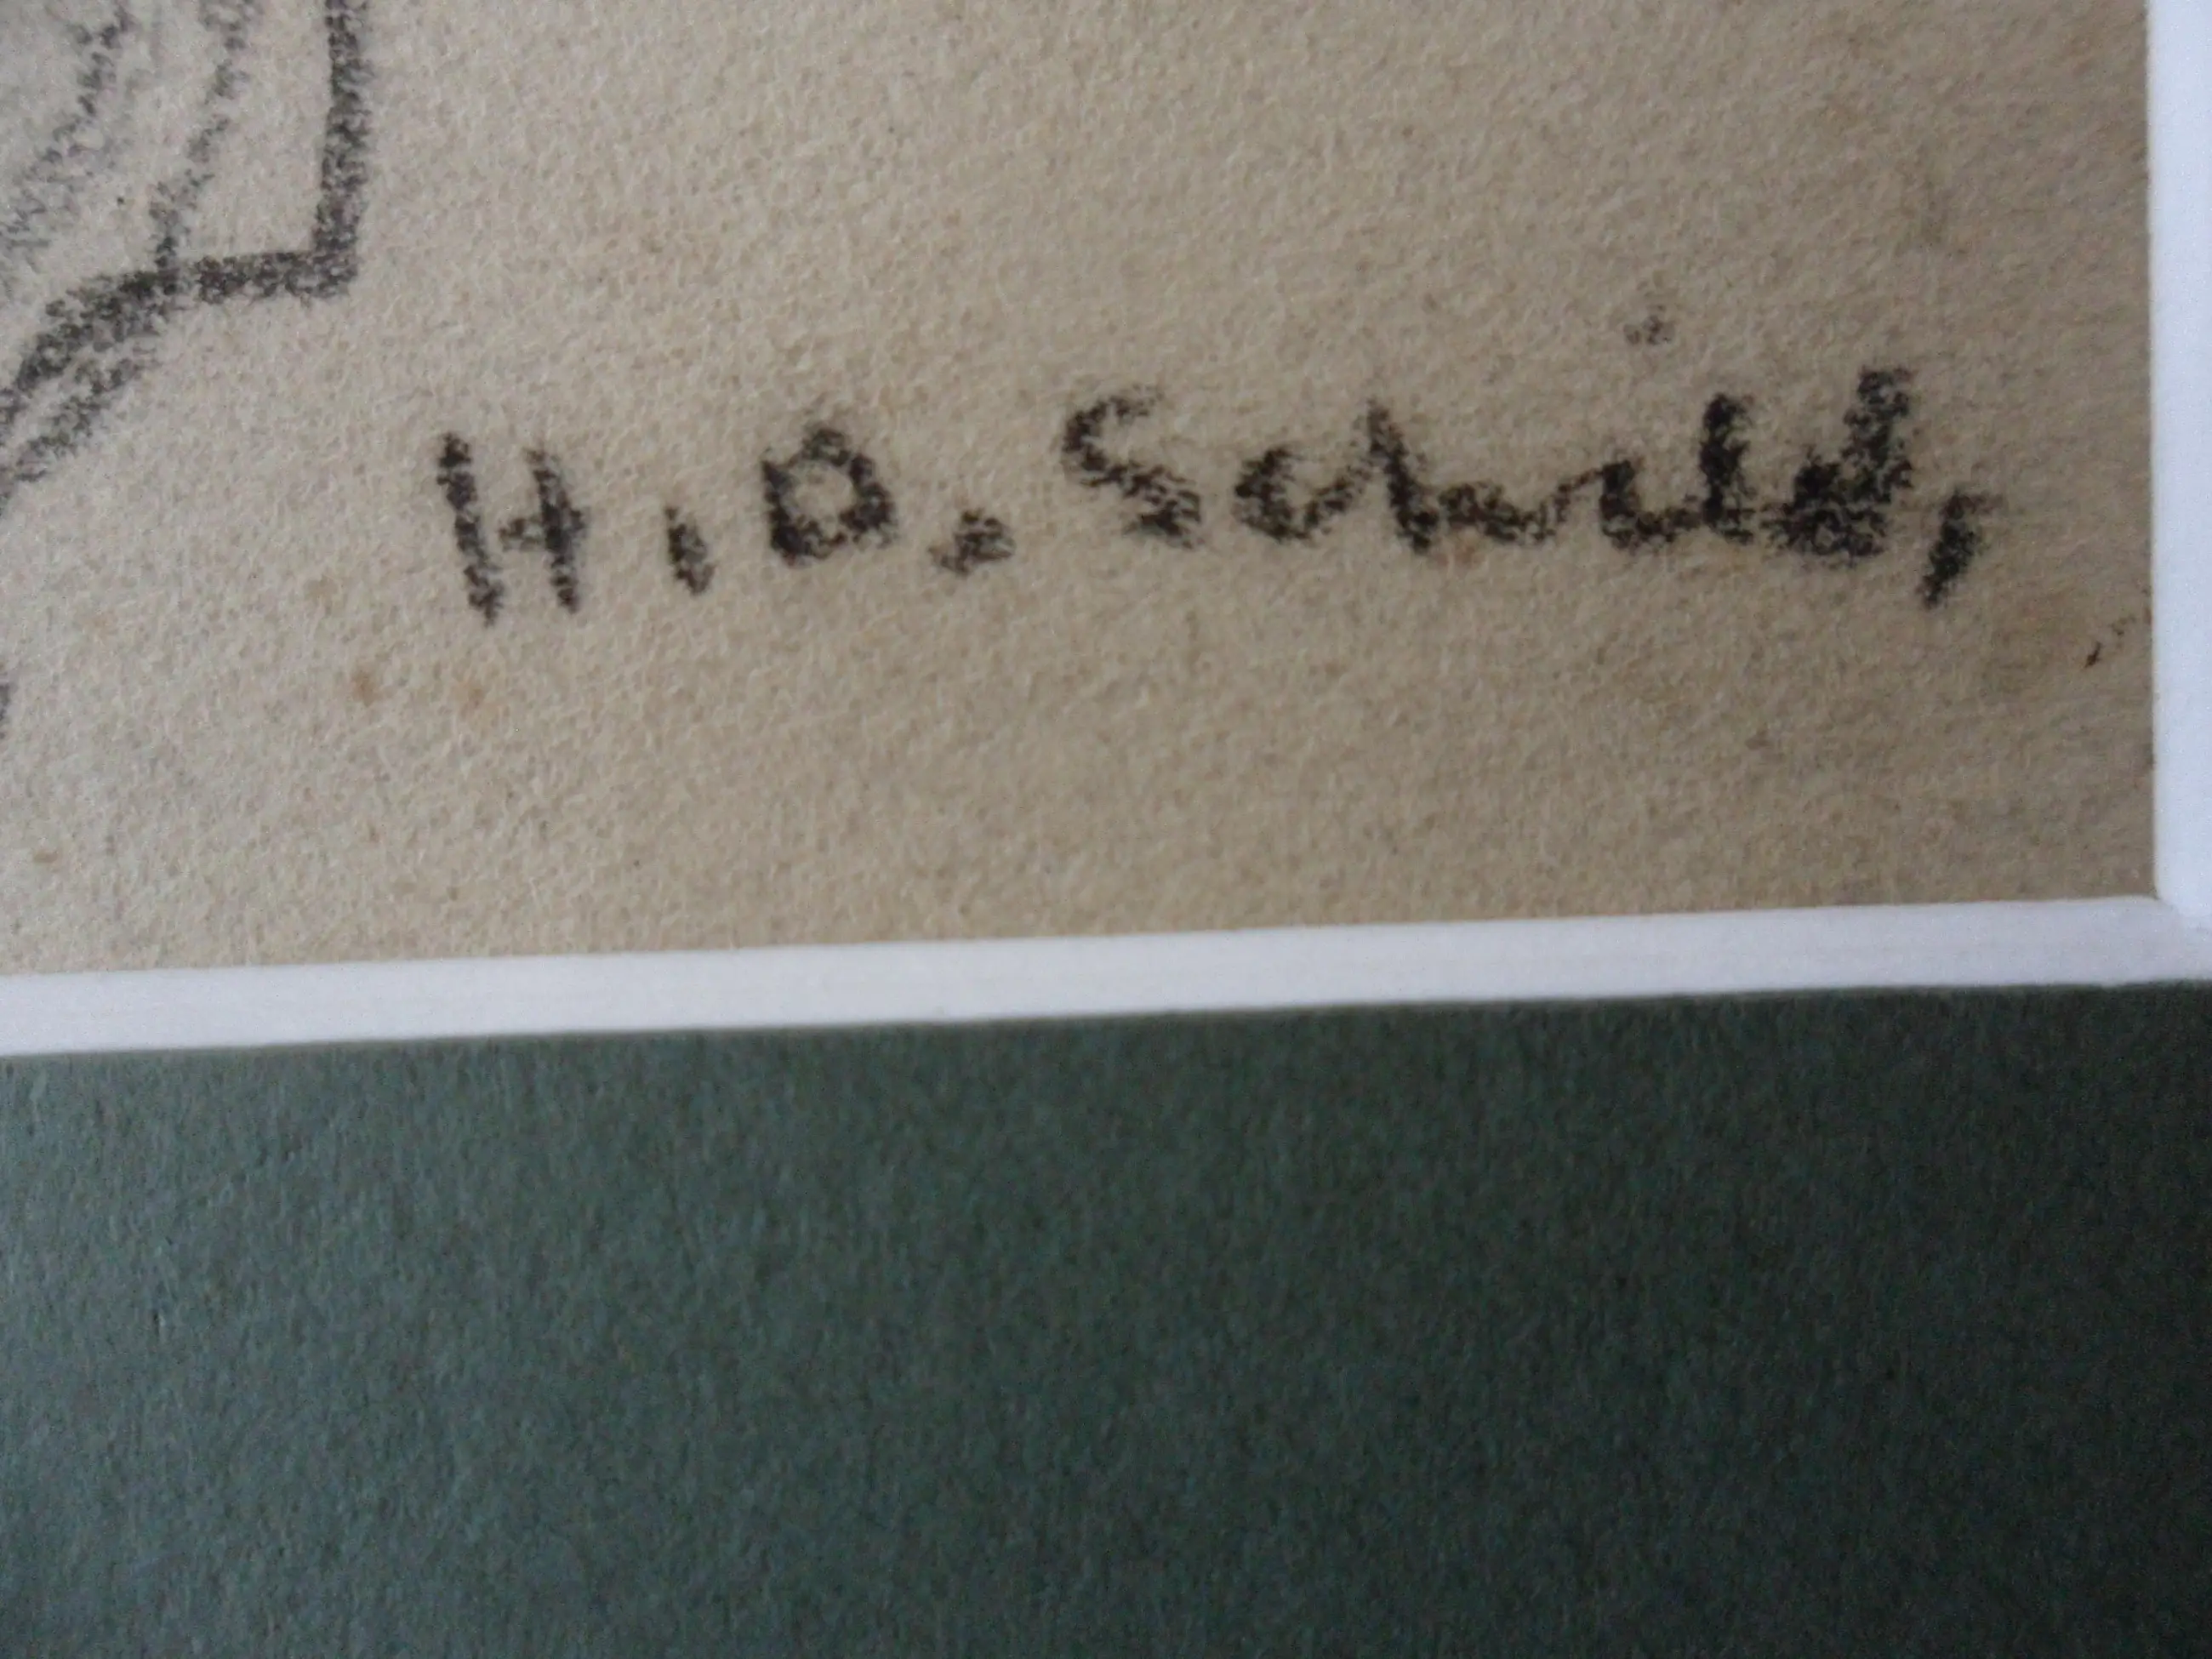 H. D. Schild,